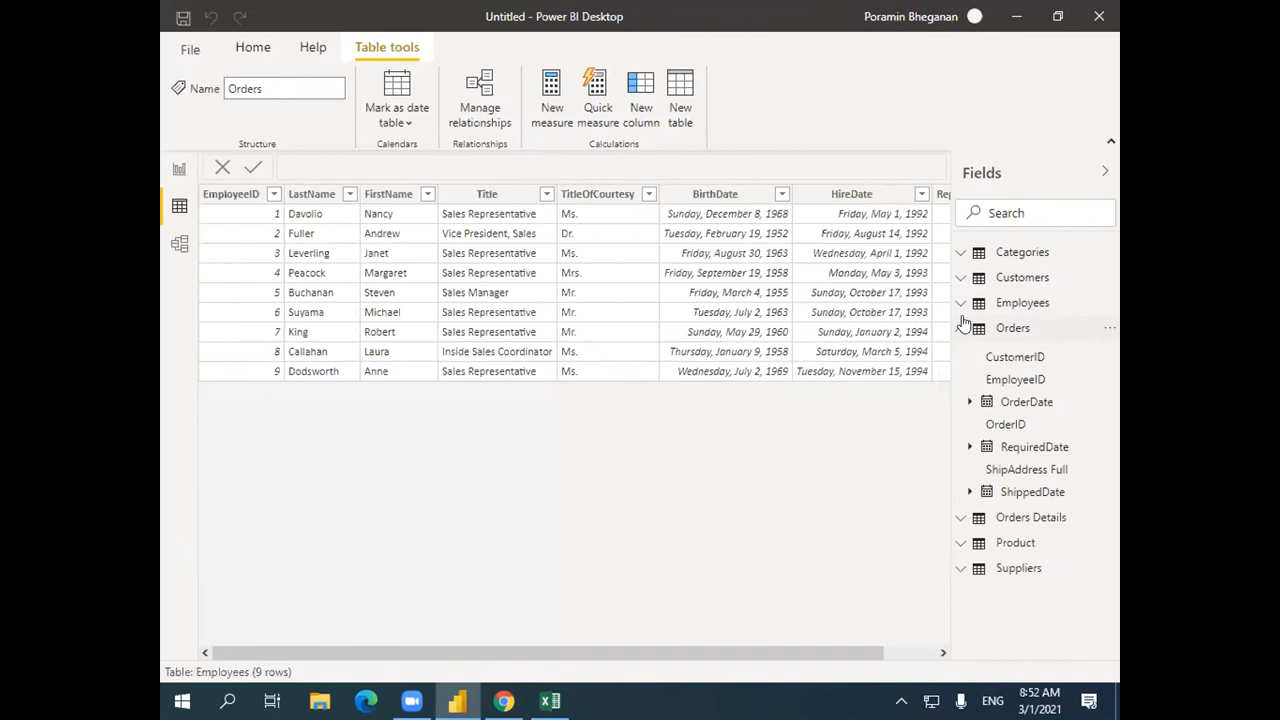 Untitled - Power BI Desktop
Poramin Bheganan
File Home Help Table tools
Name Orders
Mark as date table
Manage relationships
New measure
Quick measure
New column
New table
Structure Calendars Relationships Calculations
Fields
Search
EmployeeID LastName FirstName Title TitleOfCourtesy BirthDate HireDate
1 Davolio Nancy Sales Representative Ms. Sunday, December 8, 1968 Friday, May 1, 1992
2 Fuller Andrew Vice President, Sales Dr. Tuesday, February 19, 1952 Friday, August 14, 1992
3 Leverling Janet Sales Representative Ms. Friday, August 30, 1963 Wednesday, April 1, 1992
4 Peacock Margaret Sales Representative Mrs. Friday, September 19, 1958 Monday, May 3, 1993
5 Buchanan Steven Sales Manager Mr. Friday, March 4, 1955 Sunday, October 17, 1993
6 Suyama Michael Sales Representative Mr. Tuesday, July 2, 1963 Sunday, October 17, 1993
7 King Robert Sales Representative Mr. Sunday, May 29, 1960 Sunday, January 2, 1994
8 Callahan Laura Inside Sales Coordinator Ms. Thursday, January 9, 1958 Saturday, March 5, 1994
9 Dodsworth Anne Sales Representative Ms. Wednesday, July 2, 1969 Tuesday, November 15, 1994
Categories
Customers
Employees
Orders
CustomerID
EmployeeID
OrderDate
OrderID
RequiredDate
ShipAddress Full
ShippedDate
Orders Details
Product
Suppliers
Table: Employees (9 rows)
ENG
8:52 AM
3/1/2021